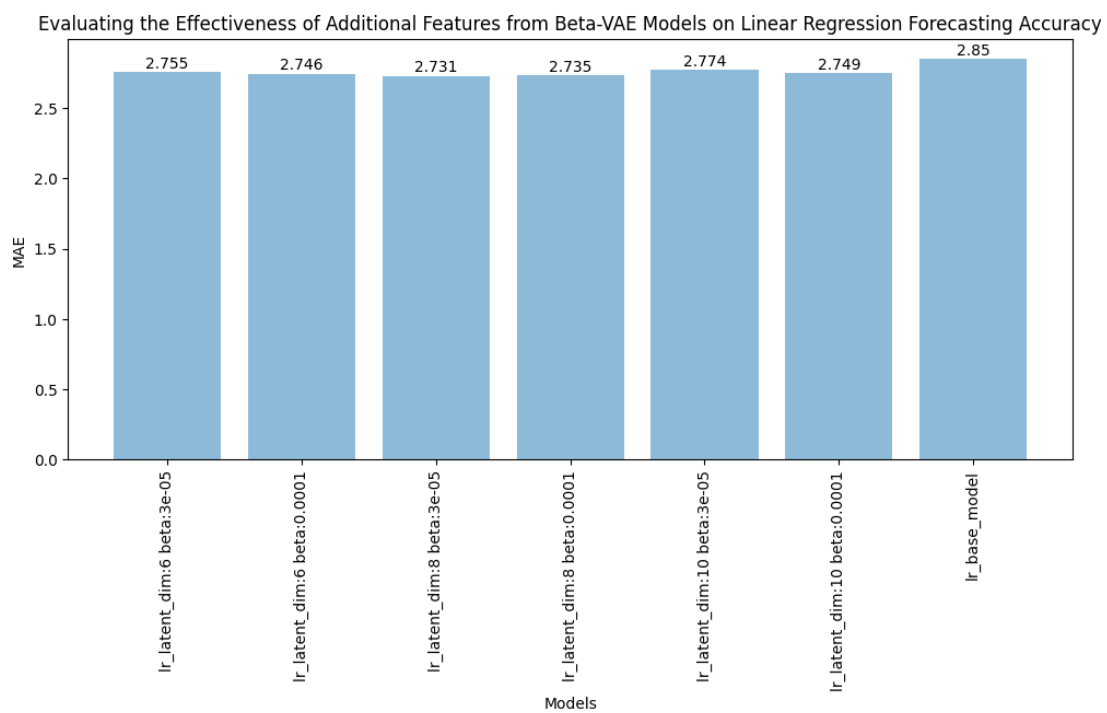 Evaluating the Effectiveness of Additional Features from Beta-VAE Models on Linear Regression Forecasting Accuracy
2.755
2.746
2.731
2.735
2.774
2.749
2.85
2.5
2.0
1.5
1.0
0.5
0.0
MAE
lr_latent_dim:6 beta:3e-05
lr_latent_dim:6 beta:0.0001
lr_latent_dim:8 beta:3e-05
lr_latent_dim:8 beta:0.0001
lr_latent_dim:10 beta:3e-05
lr_latent_dim:10 beta:0.0001
lr_base_model
Models